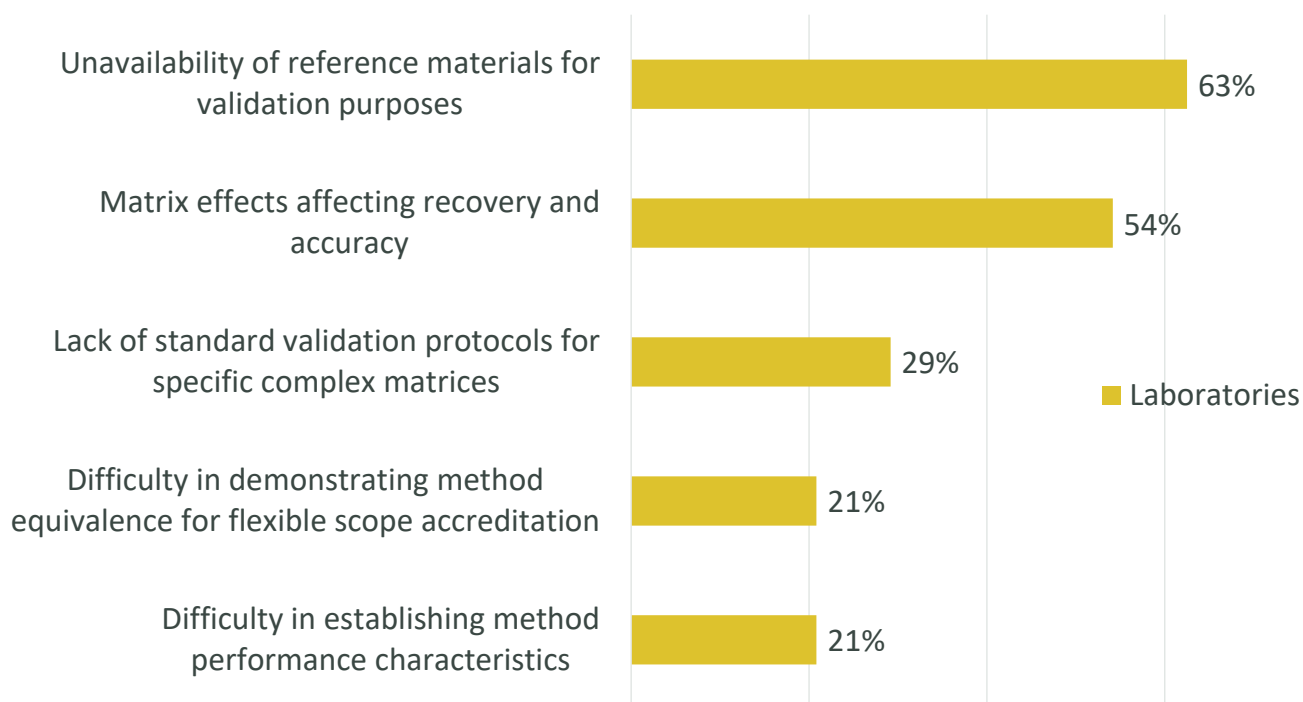 Unavailability of reference materials for
validation purposes
63%
Matrix effects affecting recovery and
accuracy
54%
Lack of standard validation protocols for
specific complex matrices
29%
Laboratories
Difficulty in demonstrating method
equivalence for flexible scope accreditation
21%
Difficulty in establishing method
performance characteristics
21%